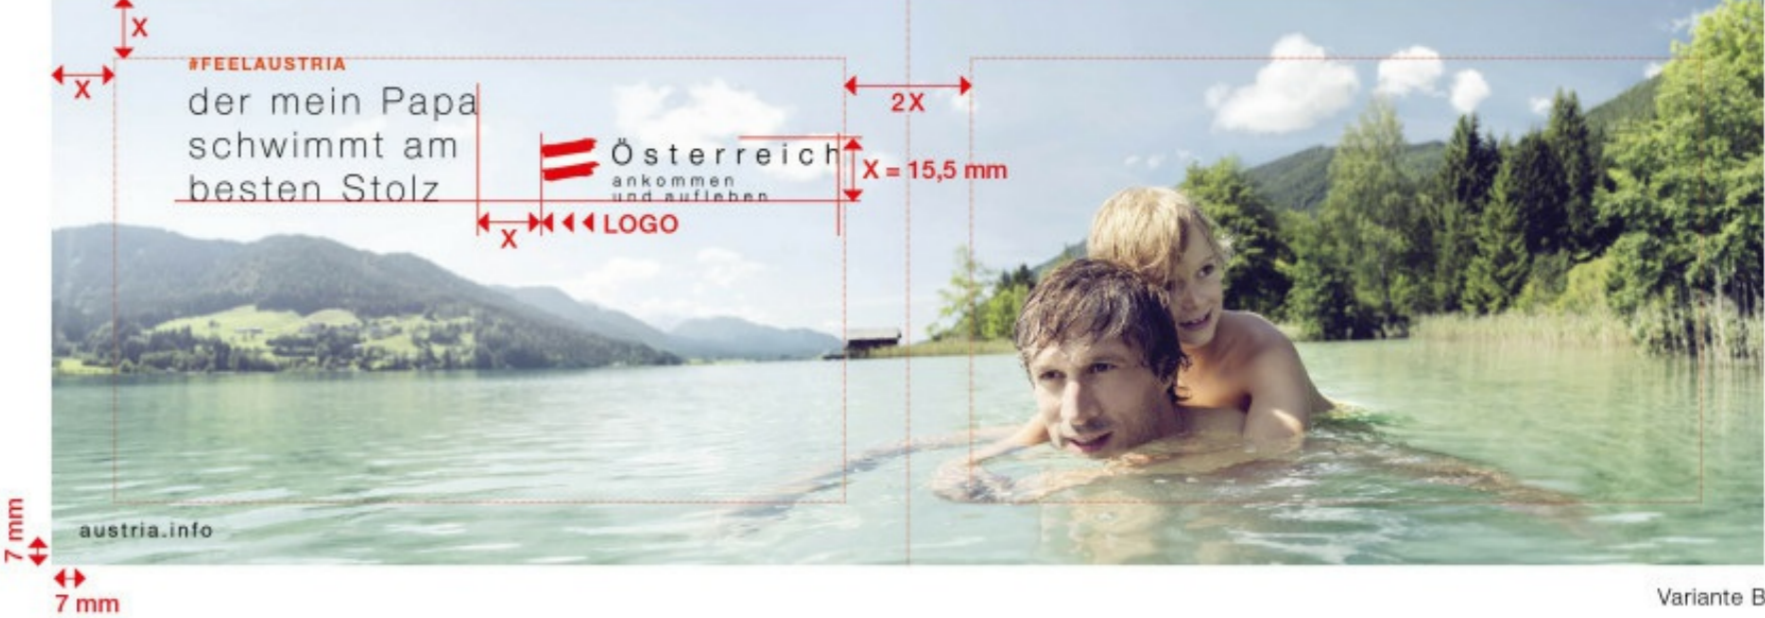 X
X
#FEELAUSTRIA
der mein Papa
schwimmt am
besten Stolz
Österreich
ankommen
und aufleben
2X
X = 15,5 mm
X
LOGO
7 mm
austria.info
7 mm
Variante B